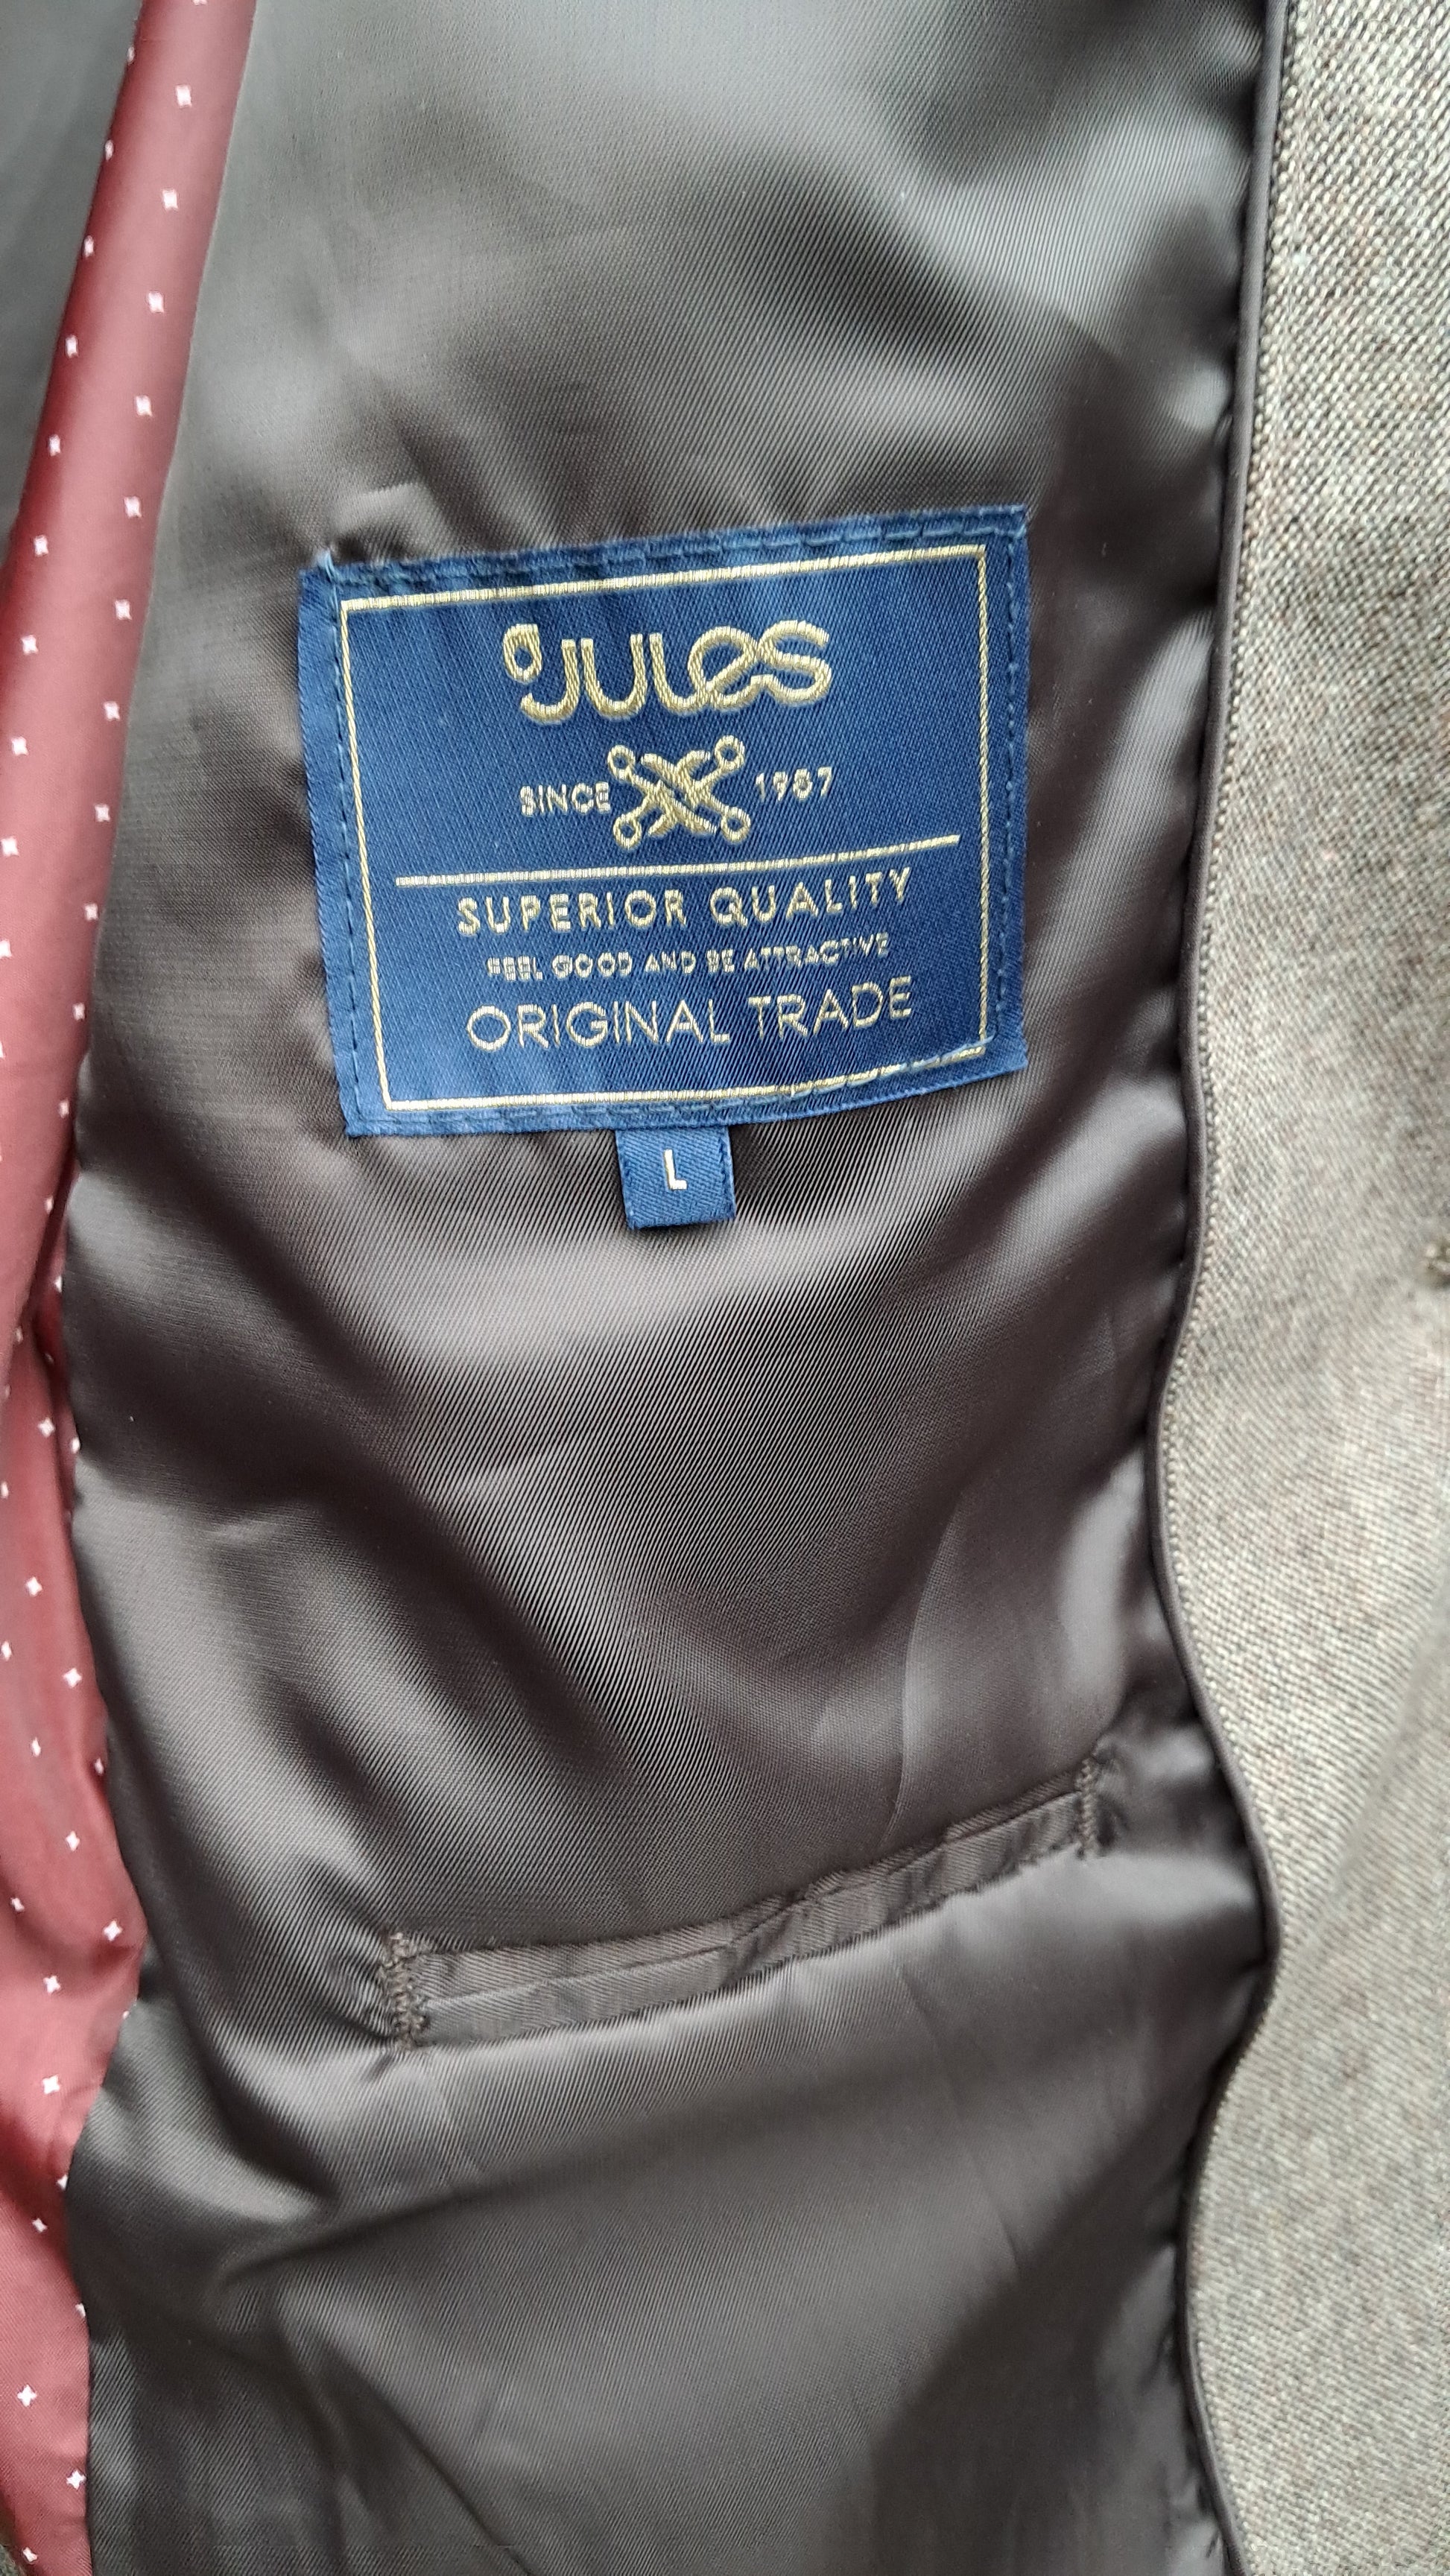 JULES
SINCE 1987
SUPERIOR QUALITY
FEEL GOOD AND BE ATTRACTIVE
ORIGINAL TRADE
L